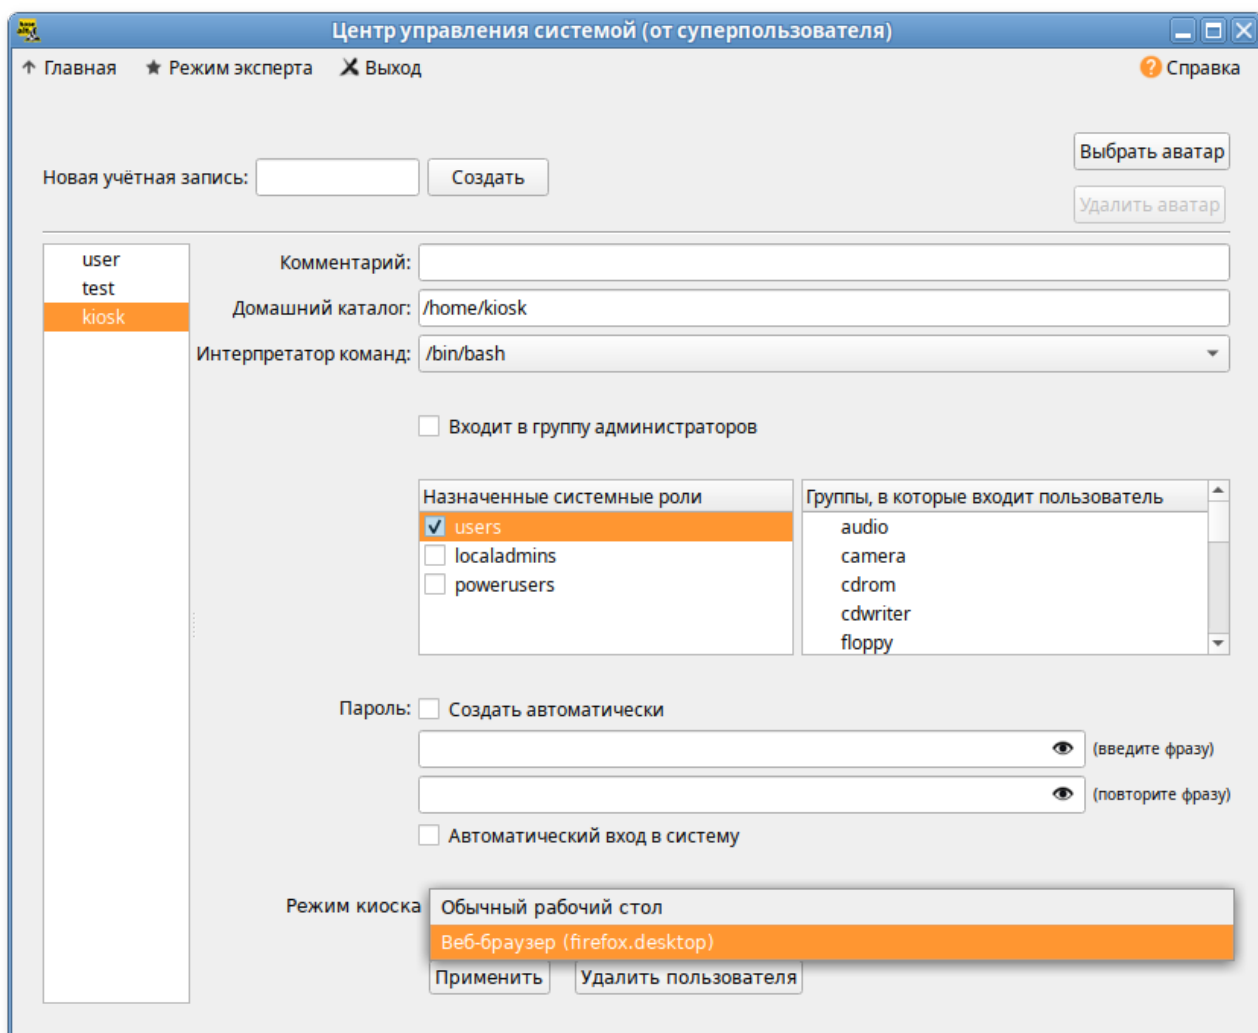 Центр управления системой (от суперпользователя)
Главная Режим эксперта Выход Справка
Выбрать аватар
Новая учётная запись: Создать
Удалить аватар
user
test
kiosk
Комментарий:
Домашний каталог: /home/kiosk
Интерпретатор команд: /bin/bash
Входит в группу администраторов
Назначенные системные роли
users
localadmins
powerusers
Группы, в которые входит пользователь
audio
camera
cdrom
cdwriter
floppy
Пароль: Создать автоматически
(введите фразу)
(повторите фразу)
Автоматический вход в систему
Режим киоска Обычный рабочий стол
Веб-браузер (firefox.desktop)
Применить Удалить пользователя